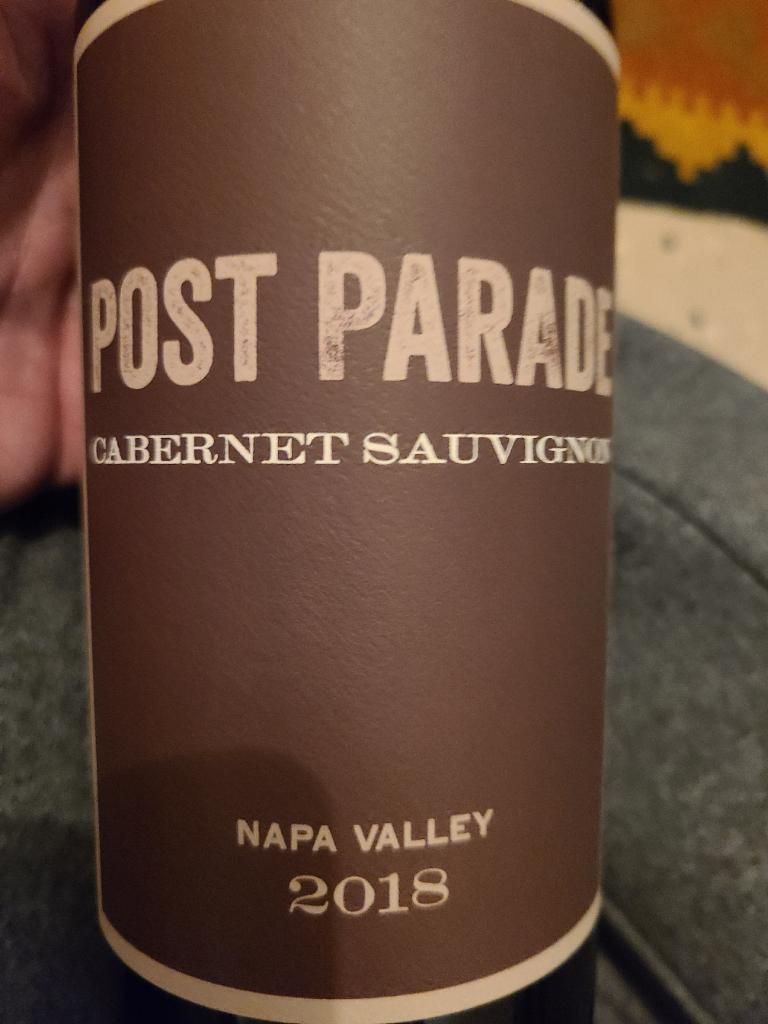 POST PARADE
CABERNET SAUVIGNON
NAPA VALLEY
2018